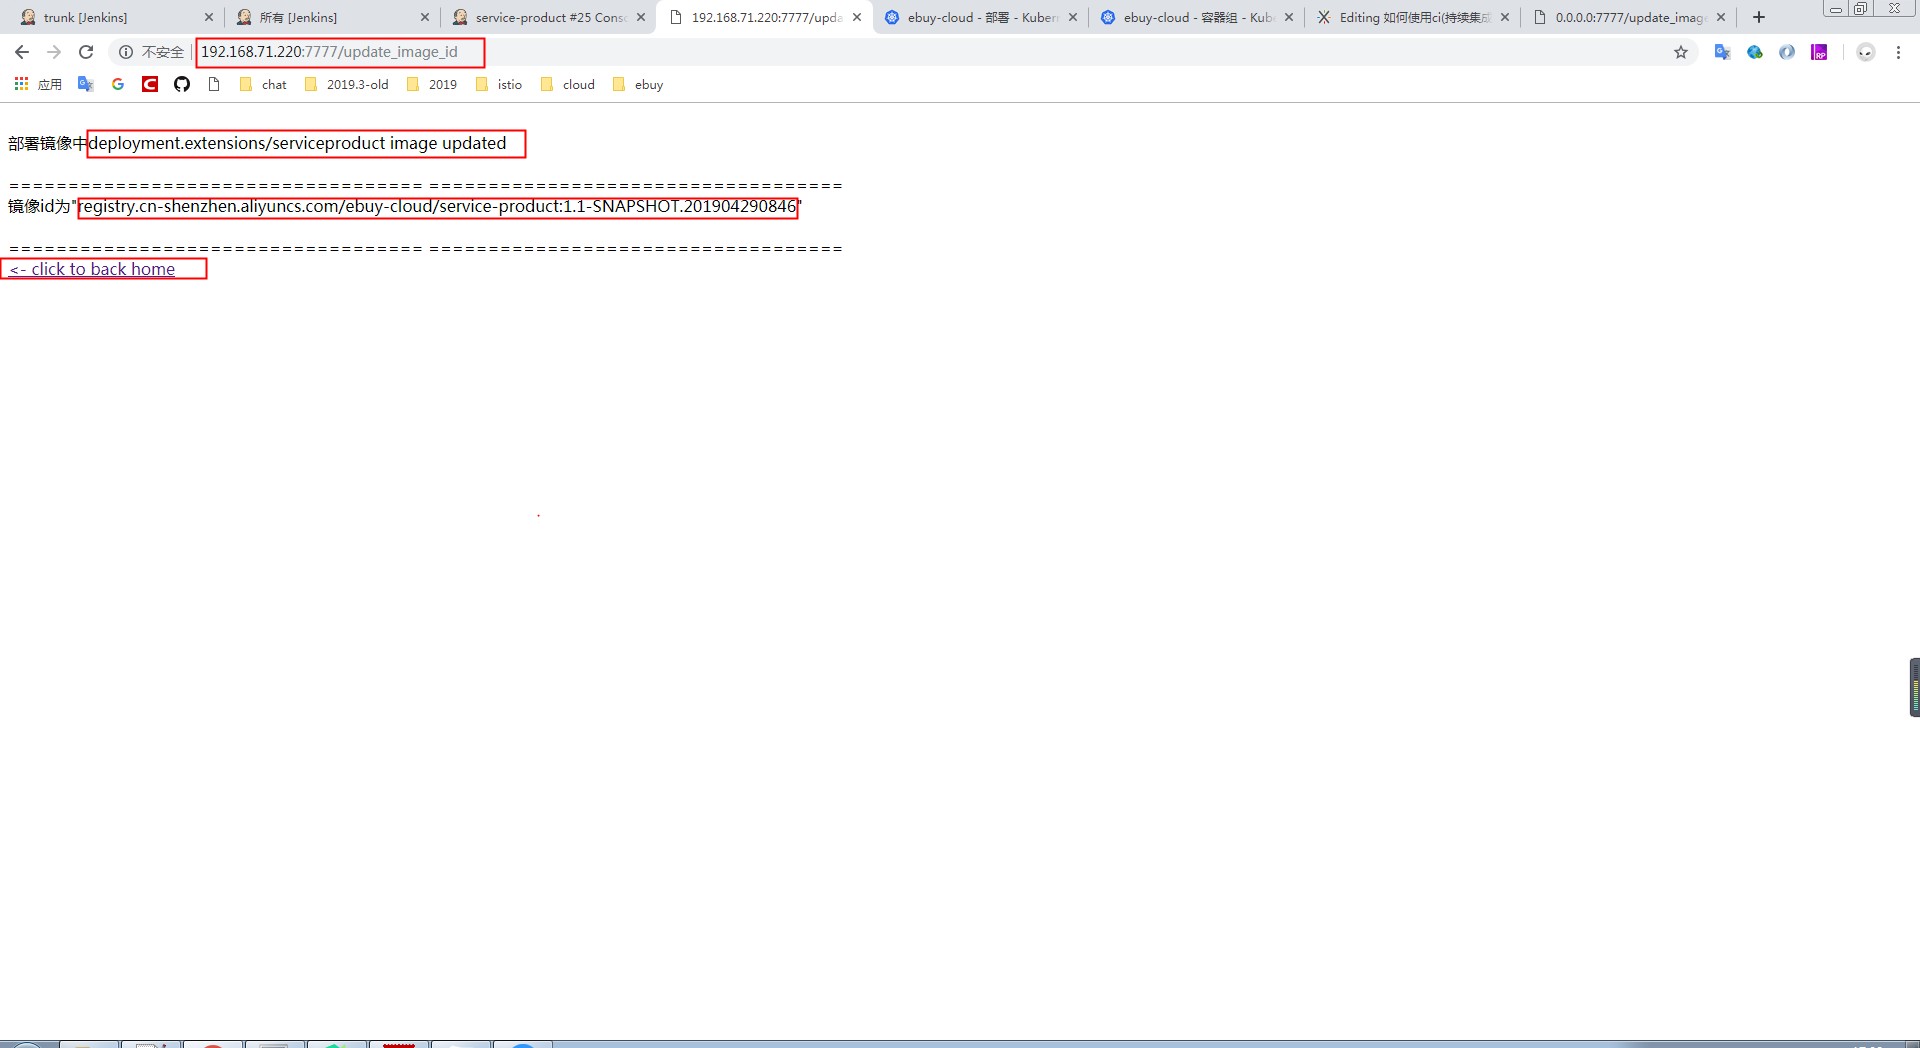 trunk [Jenkins]
所有 [Jenkins]
service-product #25 Conso
192.168.71.220:7777/upda
ebuy-cloud - 部署 - Kubern
ebuy-cloud - 容器组 - Kube
Editing 如何使用ci(持续集成
0.0.0.0:7777/update_image
不安全 192.168.71.220:7777/update_image_id
应用 chat 2019.3-old 2019 istio cloud ebuy
部署镜像中deployment.extensions/serviceproduct image updated
================================== ==================================
镜像id为"registry.cn-shenzhen.aliyuncs.com/ebuy-cloud/service-product:1.1-SNAPSHOT.201904290846"
================================== ==================================
<- click to back home